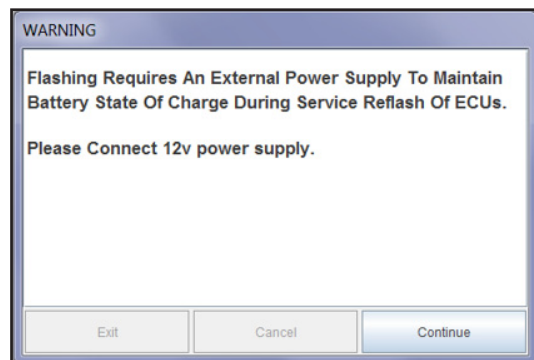 WARNING
Flashing Requires An External Power Supply To Maintain
Battery State Of Charge During Service Reflash Of ECUs.
Please Connect 12v power supply.
Exit
Cancel
Continue